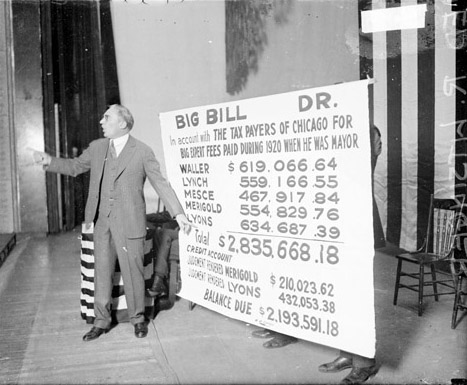 BIG BILL DR.
In account with THE TAX PAYERS OF CHICAGO FOR
BIG EXPERT FEES PAID DURING 1920 WHEN HE WAS MAYOR
WALLER $ 619,066.64
LYNCH 559,166.55
MESCE 467,917.84
MERIGOLD 554,829.76
LYONS 634,687.39
Total $2,835,668.18
CREDIT ACCOUNT
JUDGMENT RENDERED MERIGOLD $ 210,023.62
JUDGMENT RENDERED LYONS 432,053.38
BALANCE DUE $2,193,591.18